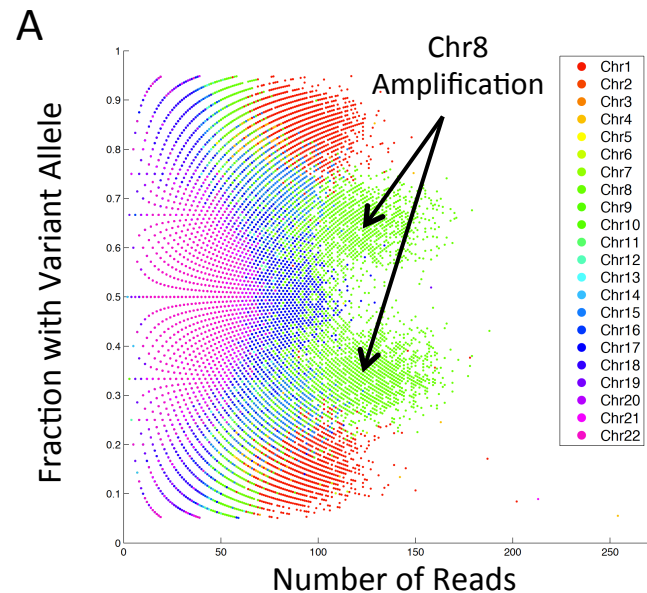 A
Chr8
Amplification
1
0.9
0.8
0.7
0.6
0.5
0.4
0.3
0.2
0.1
0
Fraction with Variant Allele
0
50
100
150
200
250
Number of Reads
Chr1
Chr2
Chr3
Chr4
Chr5
Chr6
Chr7
Chr8
Chr9
Chr10
Chr11
Chr12
Chr13
Chr14
Chr15
Chr16
Chr17
Chr18
Chr19
Chr20
Chr21
Chr22